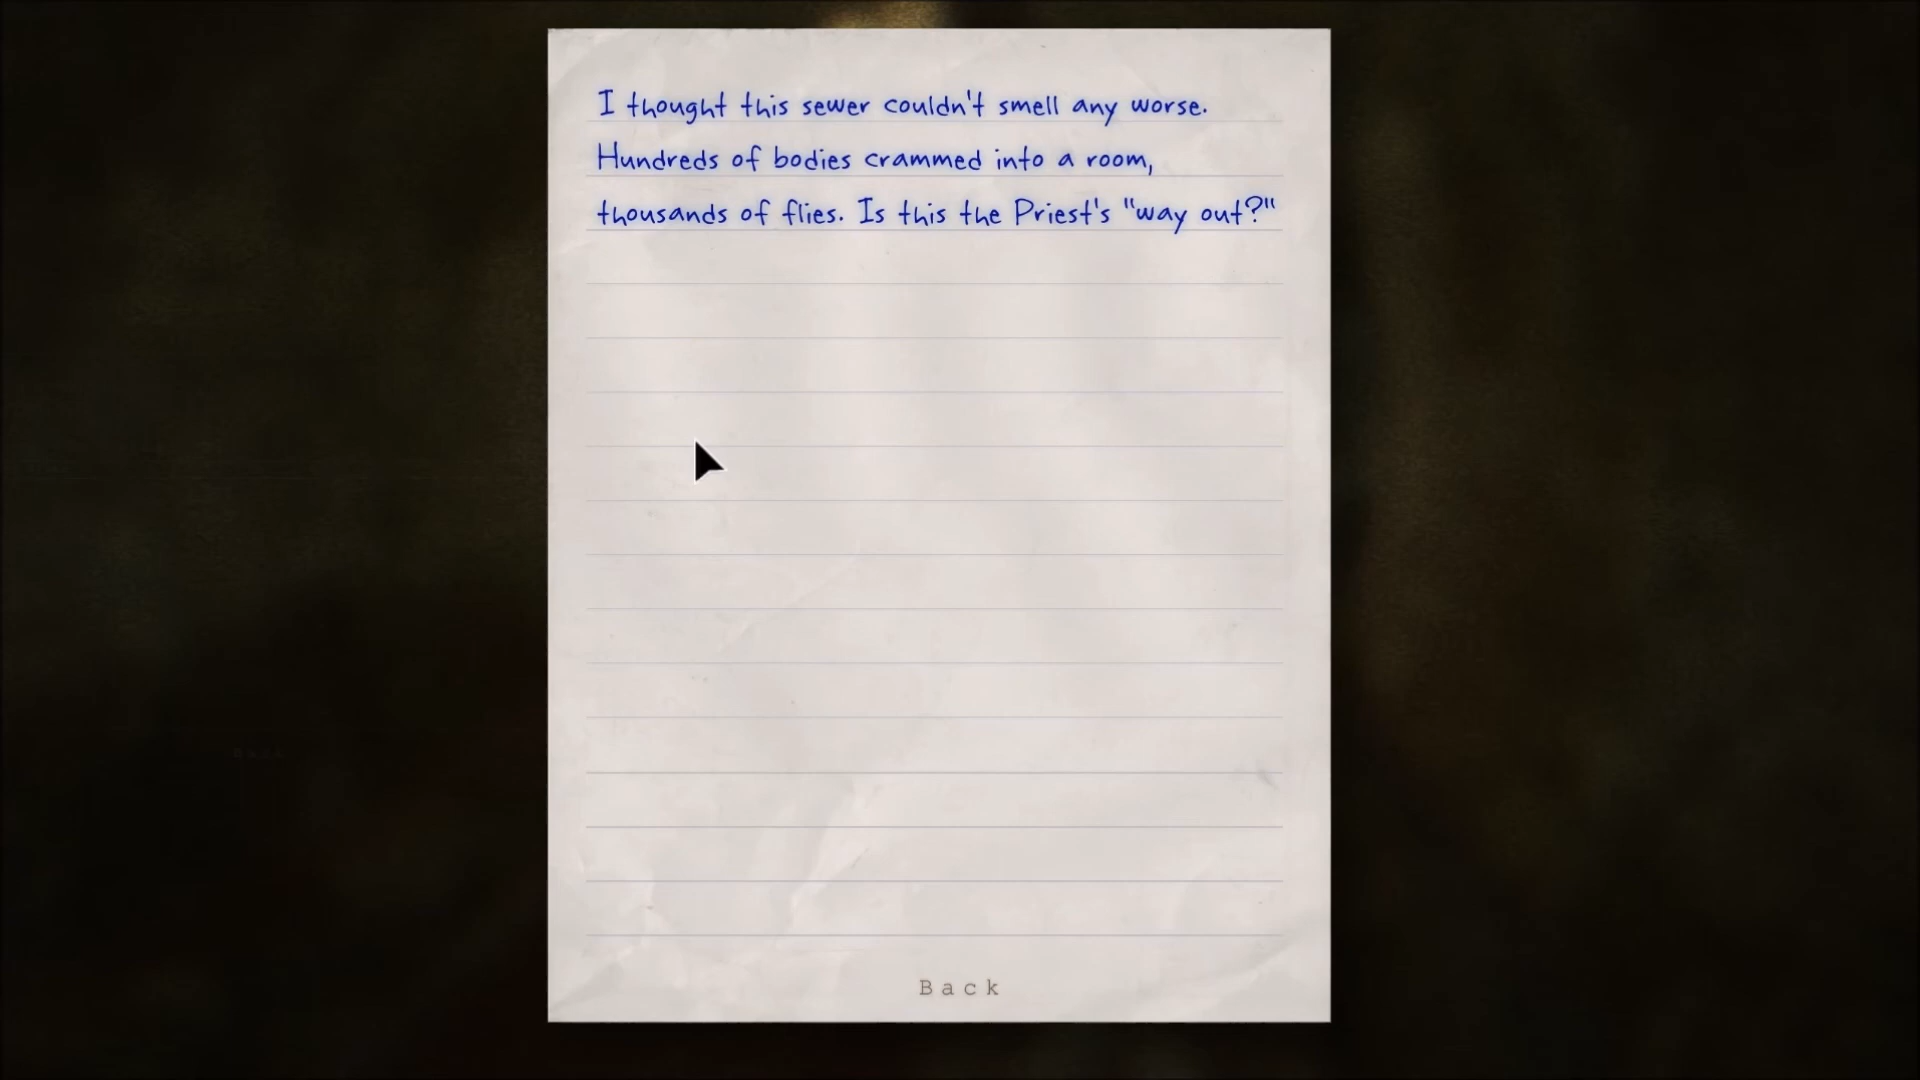 I thought this sewer couldn't smell any worse.
Hundreds of bodies crammed into a room,
thousands of flies. Is this the Priest's "way out?"
Back